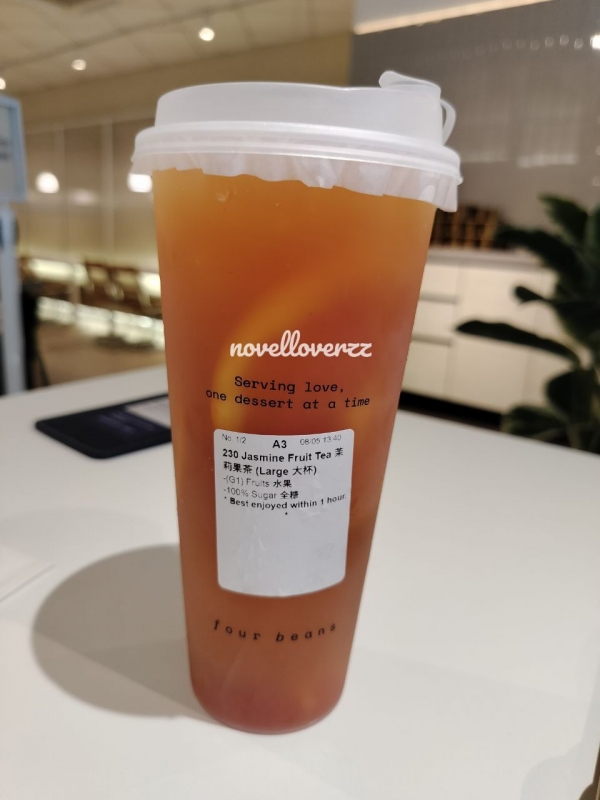 novelloverzz
Serving love,
one dessert at a time
No. 1/2 A3 08/05 13:40
230 Jasmine Fruit Tea 茉
莉果茶 (Large 大杯)
-(G1) Fruits 水果
-100% Sugar 全糖
* Best enjoyed within 1 hour.
*
four beans